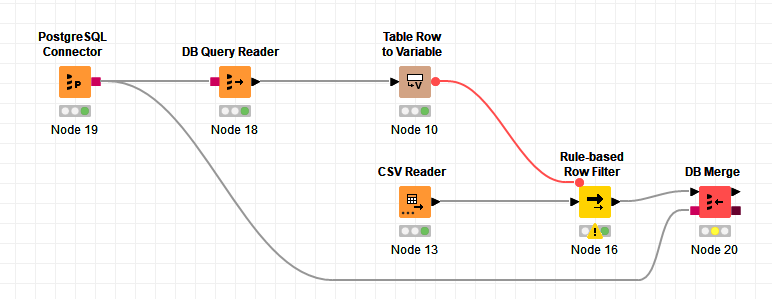 PostgreSQL
Connector
P
Node 19
DB Query Reader
Node 18
Table Row
to Variable
V
Node 10
CSV Reader
Node 13
Rule-based
Row Filter
!
Node 16
DB Merge
Node 20